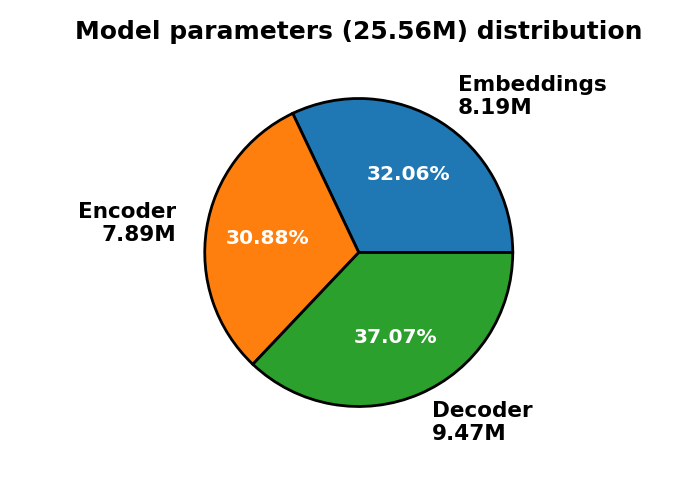 Model parameters (25.56M) distribution
Embeddings
8.19M
32.06%
Encoder
7.89M
30.88%
37.07%
Decoder
9.47M